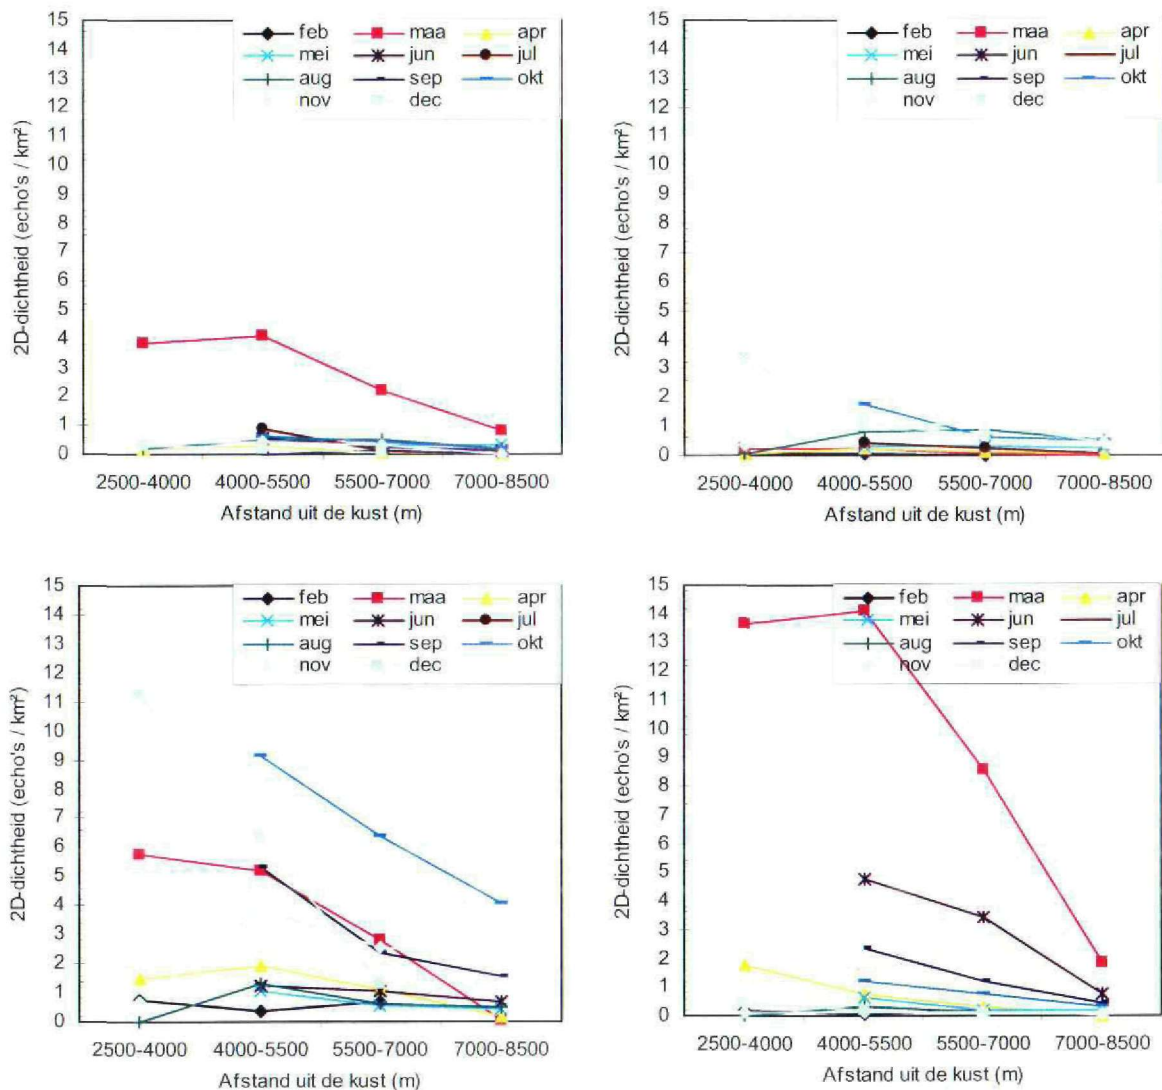 15
14
13
12
11
10
9
8
7
6
5
4
3
2
1
0
2D-dichtheid (echo's / km²)
feb maa apr
mei jun jul
aug sep okt
nov dec
2500-4000 4000-5500 5500-7000 7000-8500
Afstand uit de kust (m)
15
14
13
12
11
10
9
8
7
6
5
4
3
2
1
0
2D-dichtheid (echo's / km²)
feb maa apr
mei jun jul
aug sep okt
nov dec
2500-4000 4000-5500 5500-7000 7000-8500
Afstand uit de kust (m)
15
14
13
12
11
10
9
8
7
6
5
4
3
2
1
0
2D-dichtheid (echo's / km²)
feb maa apr
mei jun jul
aug sep okt
nov dec
2500-4000 4000-5500 5500-7000 7000-8500
Afstand uit de kust (m)
15
14
13
12
11
10
9
8
7
6
5
4
3
2
1
0
2D-dichtheid (echo's / km²)
feb maa apr
mei jun jul
aug sep okt
nov dec
2500-4000 4000-5500 5500-7000 7000-8500
Afstand uit de kust (m)